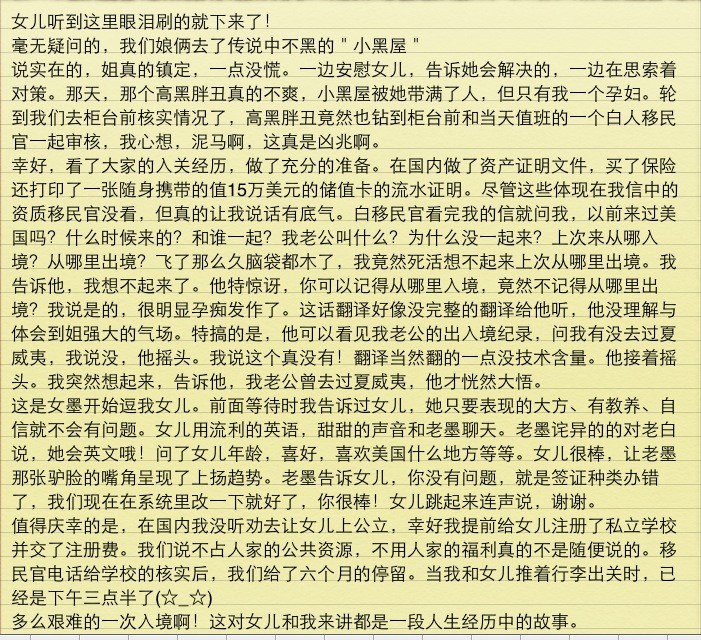 女儿听到这里眼泪刷的就下来了！
毫无疑问的，我们娘俩去了传说中不黑的＂小黑屋＂
说实在的，姐真的镇定，一点没慌。一边安慰女儿，告诉她会解决的，一边在思索着
对策。那天，那个高黑胖丑真的不爽，小黑屋被她带满了人，但只有我一个孕妇。轮
到我们去柜台前核实情况了，高黑胖丑竟然也钻到柜台前和当天值班的一个白人移民
官一起审核，我心想，泥马啊，这真是凶兆啊。
幸好，看了大家的入关经历，做了充分的准备。在国内做了资产证明文件，买了保险
还打印了一张随身携带的值15万美元的储值卡的流水证明。尽管这些体现在我信中的
资质移民官没看，但真的让我说话有底气。白移民官看完我的信就问我，以前来过美
国吗？什么时候来的？和谁一起？我老公叫什么？为什么没一起来？上次来从哪入
境？从哪里出境？飞了那么久脑袋都木了，我竟然死活想不起来上次从哪里出境。我
告诉他，我想不起来了。他特惊讶，你可以记得从哪里入境，竟然不记得从哪里出
境？我说是的，很明显孕痴发作了。这话翻译好像没完整的翻译给他听，他没理解与
体会到姐强大的气场。特搞的是，他可以看见我老公的出入境纪录，问我有没去过夏
威夷，我说没，他摇头。我说这个真没有！翻译当然翻的一点没技术含量。他接着摇
头。我突然想起来，告诉他，我老公曾去过夏威夷，他才恍然大悟。
这是女墨开始逗我女儿。前面等待时我告诉过女儿，她只要表现的大方、有教养、自
信就不会有问题。女儿用流利的英语，甜甜的声音和老墨聊天。老墨诧异的的对老白
说，她会英文哦！问了女儿年龄，喜好，喜欢美国什么地方等等。女儿很棒，让老墨
那张驴脸的嘴角呈现了上扬趋势。老墨告诉女儿，你没有问题，就是签证种类办错
了，我们现在在系统里改一下就好了，你很棒！女儿跳起来连声说，谢谢。
值得庆幸的是，在国内我没听劝去让女儿上公立，幸好我提前给女儿注册了私立学校
并交了注册费。我们说不占人家的公共资源，不用人家的福利真的不是随便说的。移
民官电话给学校的核实后，我们给了六个月的停留。当我和女儿推着行李出关时，已
经是下午三点半了(☆_☆)
多么艰难的一次入境啊！这对女儿和我来讲都是一段人生经历中的故事。